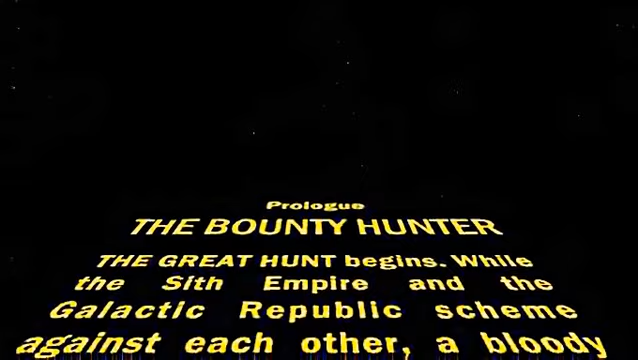 Prologue
THE BOUNTY HUNTER
THE GREAT HUNT begins. While
the Sith Empire and the
Galactic Republic scheme
against each other, a bloody